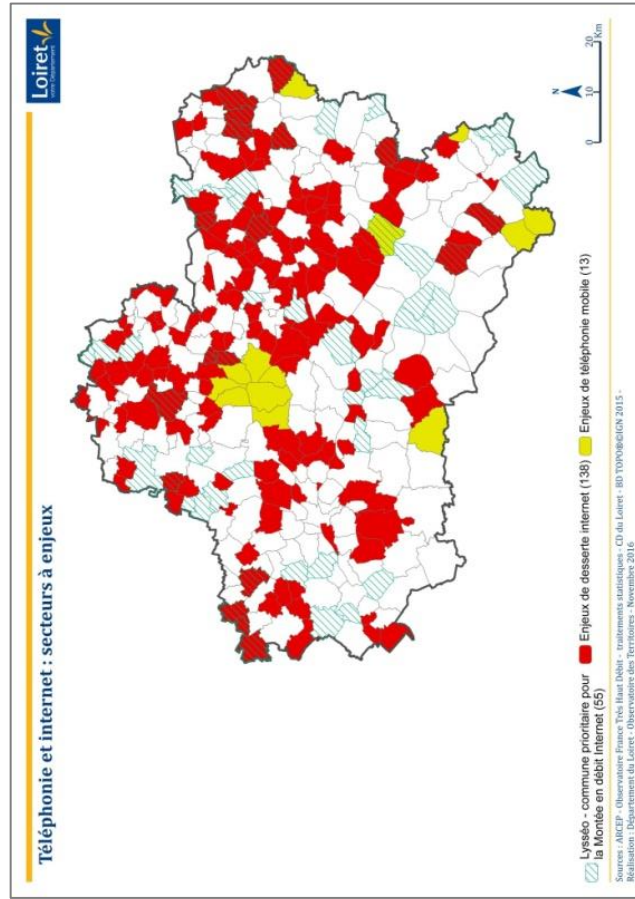 Téléphonie et internet : secteurs à enjeux
Loiret
votre Département
N
0 10 20
Km
Lysséo - commune prioritaire pour
la Montée en débit Internet (55)
Enjeux de desserte internet (138)
Enjeux de téléphonie mobile (13)
Sources : ARCEP - Observatoire France Très Haut Débit - traitements statistiques - CD du Loiret - BD TOPO®©IGN 2015 -
Réalisation : Département du Loiret - Observatoire des Territoires - Novembre 2016